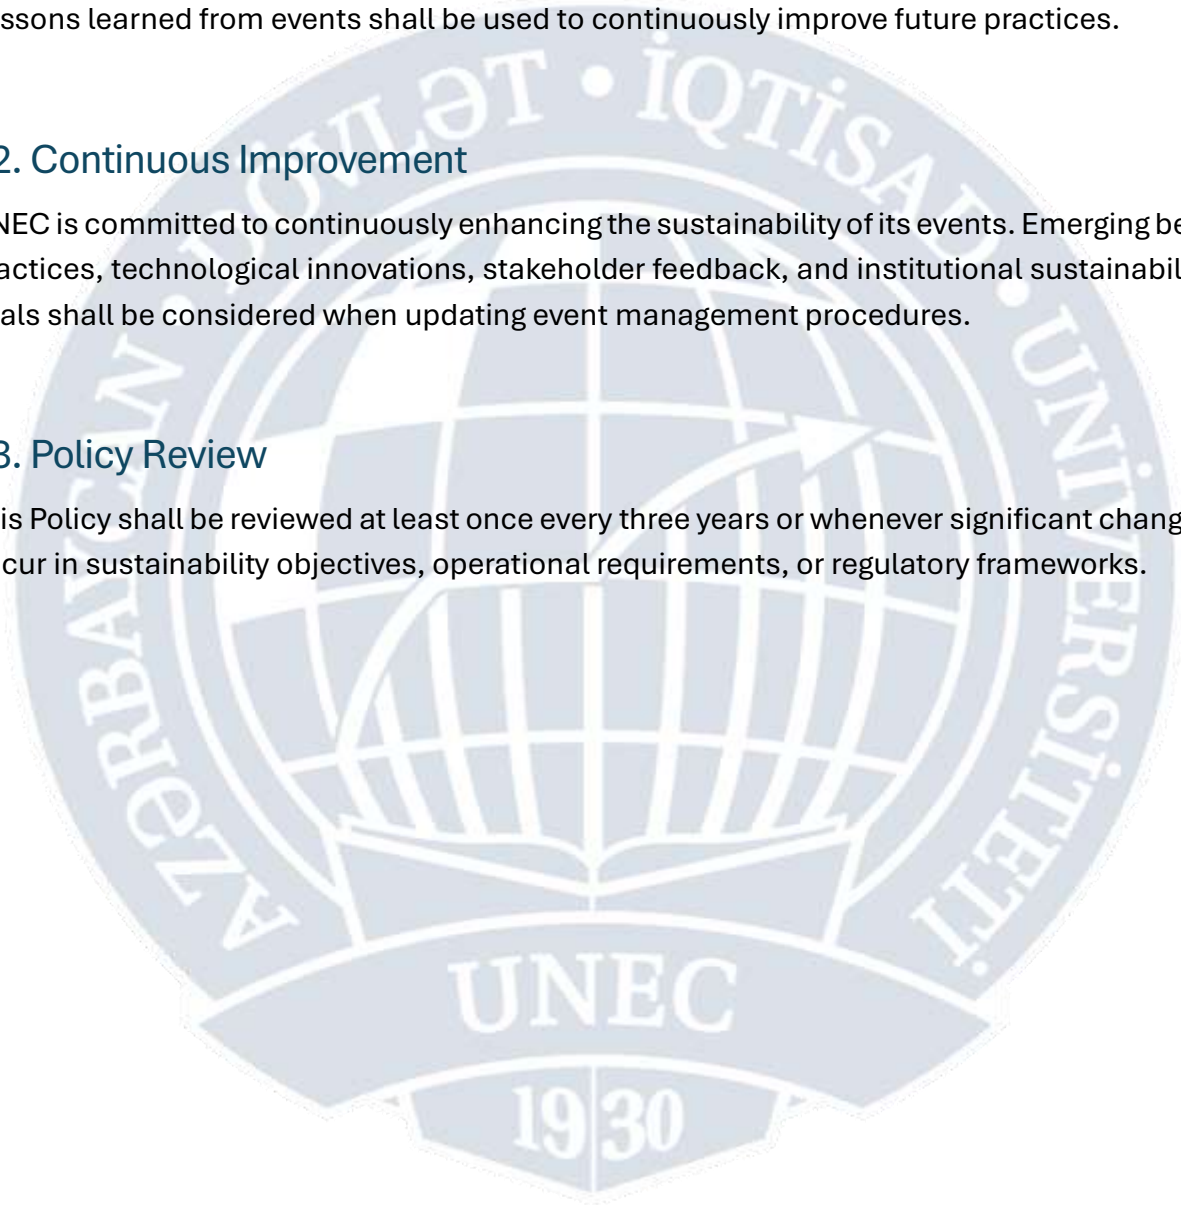 ssons learned from events shall be used to continuously improve future practices.
2. Continuous Improvement
NEC is committed to continuously enhancing the sustainability of its events. Emerging be
actices, technological innovations, stakeholder feedback, and institutional sustainabil
als shall be considered when updating event management procedures.
3. Policy Review
is Policy shall be reviewed at least once every three years or whenever significant chang
cur in sustainability objectives, operational requirements, or regulatory frameworks.
AZƏRBAYCAN • DÖVLƏT • İQTİSAD • UNİVERSİTETİ
UNEC
1930